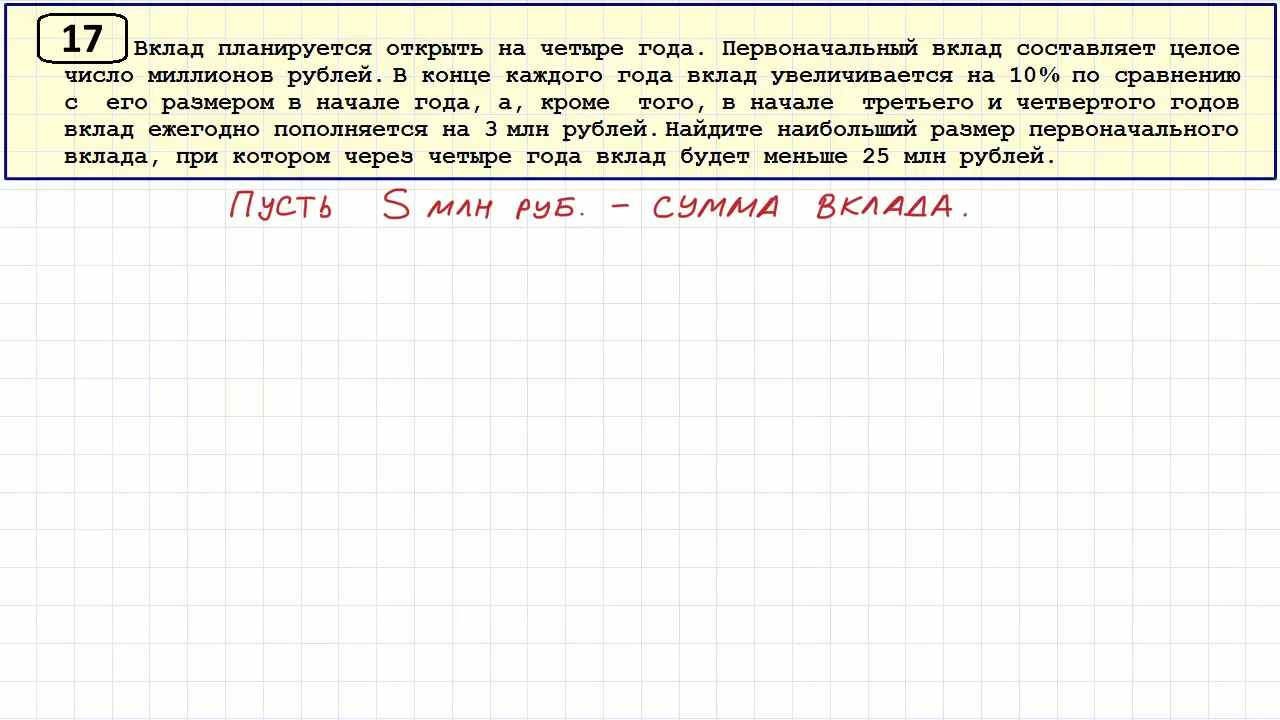 17 Вклад планируется открыть на четыре года. Первоначальный вклад составляет целое
число миллионов рублей. В конце каждого года вклад увеличивается на 10% по сравнению
с его размером в начале года, а, кроме того, в начале третьего и четвертого годов
вклад ежегодно пополняется на 3 млн рублей. Найдите наибольший размер первоначального
вклада, при котором через четыре года вклад будет меньше 25 млн рублей.
Пусть S млн руб. – сумма вклада.